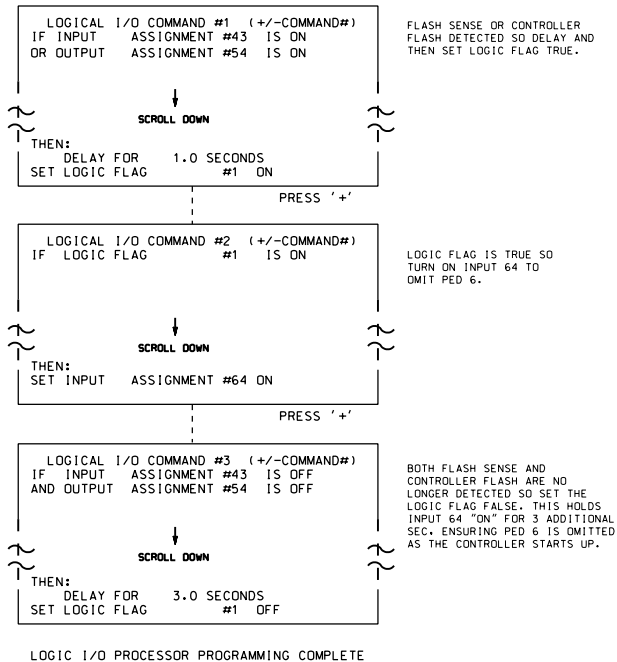 LOGICAL I/O COMMAND #1 (+/-COMMAND#)
IF INPUT ASSIGNMENT #43 IS ON
OR OUTPUT ASSIGNMENT #54 IS ON
SCROLL DOWN
THEN:
DELAY FOR 1.0 SECONDS
SET LOGIC FLAG #1 ON
FLASH SENSE OR CONTROLLER
FLASH DETECTED SO DELAY AND
THEN SET LOGIC FLAG TRUE.
PRESS '+'
LOGICAL I/O COMMAND #2 (+/-COMMAND#)
IF LOGIC FLAG #1 IS ON
SCROLL DOWN
THEN:
SET INPUT ASSIGNMENT #64 ON
LOGIC FLAG IS TRUE SO
TURN ON INPUT 64 TO
OMIT PED 6.
PRESS '+'
LOGICAL I/O COMMAND #3 (+/-COMMAND#)
IF INPUT ASSIGNMENT #43 IS OFF
AND OUTPUT ASSIGNMENT #54 IS OFF
SCROLL DOWN
THEN:
DELAY FOR 3.0 SECONDS
SET LOGIC FLAG #1 OFF
BOTH FLASH SENSE AND
CONTROLLER FLASH ARE NO
LONGER DETECTED SO SET THE
LOGIC FLAG FALSE. THIS HOLDS
INPUT 64 "ON" FOR 3 ADDITIONAL
SEC. ENSURING PED 6 IS OMITTED
AS THE CONTROLLER STARTS UP.
LOGIC I/O PROCESSOR PROGRAMMING COMPLETE